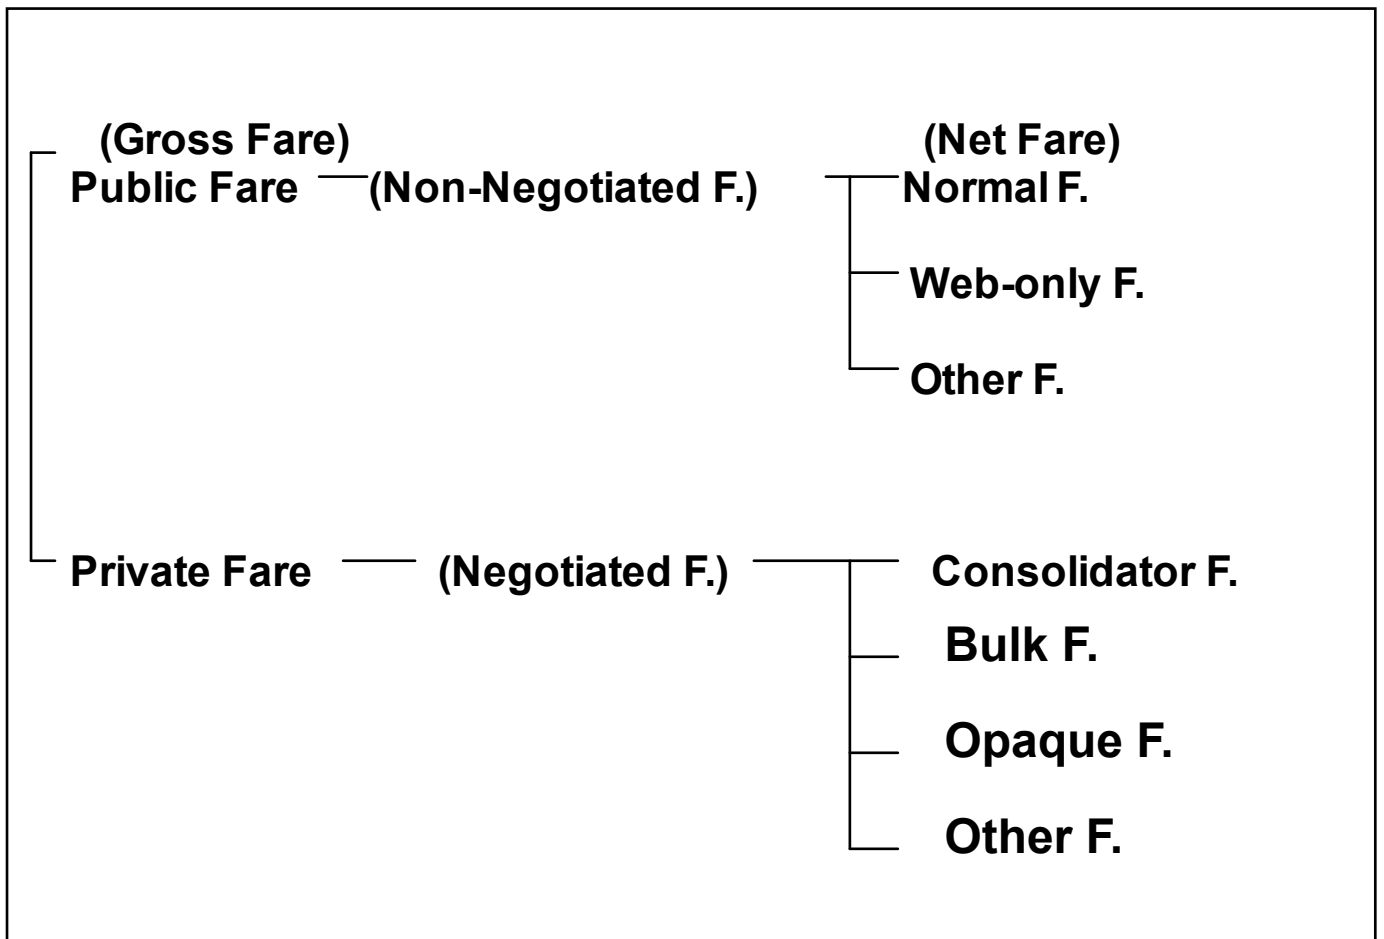 (Gross Fare) (Net Fare)
Public Fare (Non-Negotiated F.) Normal F.
Web-only F.
Other F.
Private Fare (Negotiated F.) Consolidator F.
Bulk F.
Opaque F.
Other F.